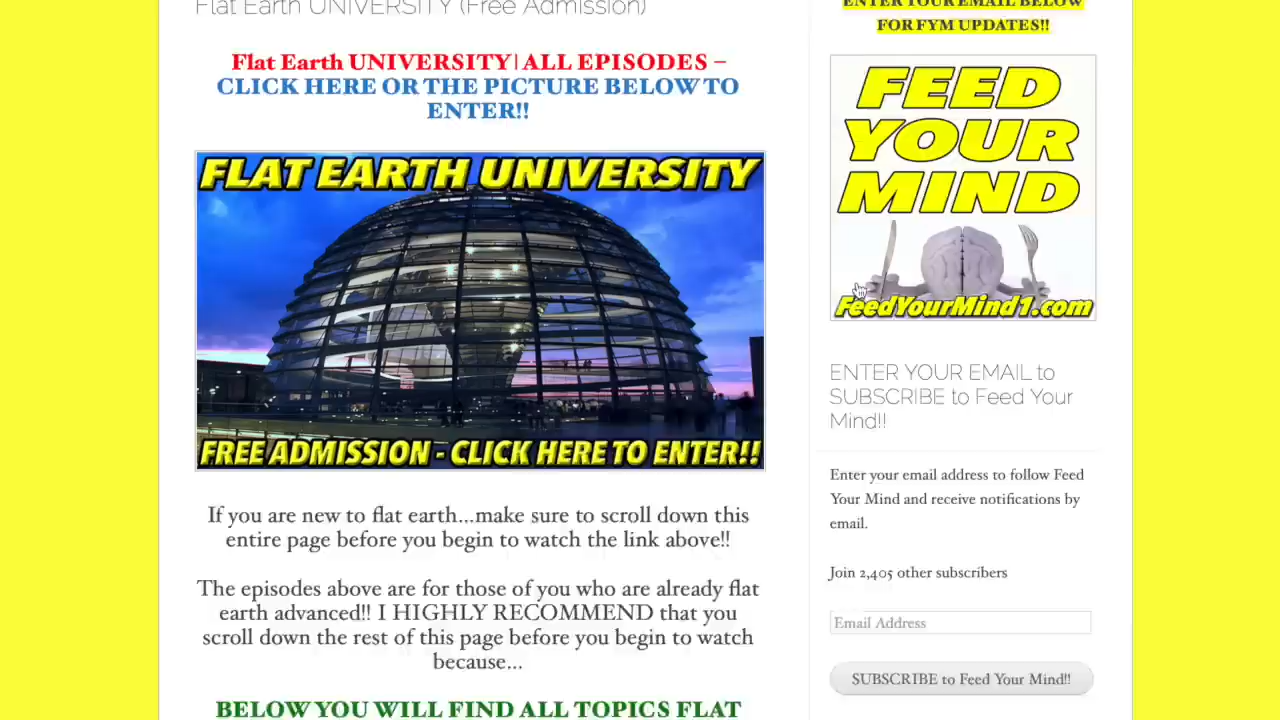 Flat Earth UNIVERSITY (Free Admission)
Flat Earth UNIVERSITY| ALL EPISODES –
CLICK HERE OR THE PICTURE BELOW TO
ENTER!!
FLAT EARTH UNIVERSITY
FREE ADMISSION - CLICK HERE TO ENTER!!
If you are new to flat earth...make sure to scroll down this
entire page before you begin to watch the link above!!
The episodes above are for those of you who are already flat
earth advanced!! I HIGHLY RECOMMEND that you
scroll down the rest of this page before you begin to watch
because...
BELOW YOU WILL FIND ALL TOPICS FLAT
ENTER YOUR EMAIL BELOW
FOR FYM UPDATES!!
FEED
YOUR
MIND
FeedYourMind1.com
ENTER YOUR EMAIL to
SUBSCRIBE to Feed Your
Mind!!
Enter your email address to follow Feed
Your Mind and receive notifications by
email.
Join 2,405 other subscribers
Email Address
SUBSCRIBE to Feed Your Mind!!